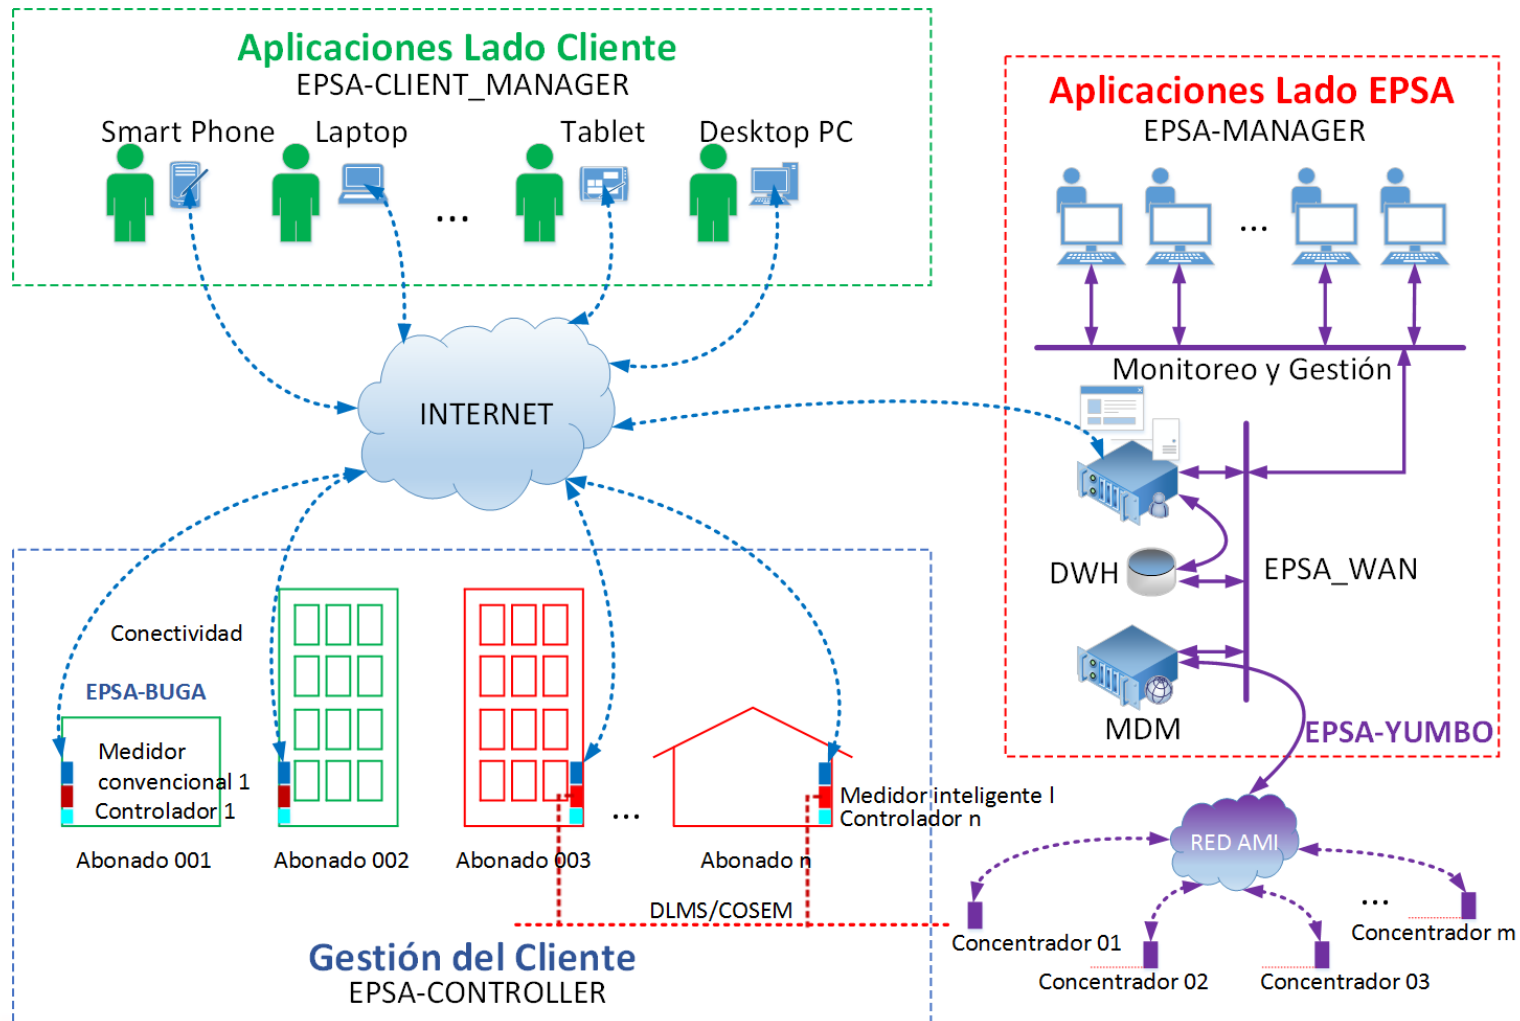 Aplicaciones Lado Cliente
EPSA-CLIENT_MANAGER
Smart Phone
Laptop
Tablet
Desktop PC
...
INTERNET
Aplicaciones Lado EPSA
EPSA-MANAGER
...
Monitoreo y Gestión
DWH
EPSA_WAN
MDM
EPSA-YUMBO
RED AMI
Concentrador 01
Concentrador 02
Concentrador 03
...
Concentrador m
Conectividad
EPSA-BUGA
Medidor
convencional 1
Controlador 1
...
Medidor inteligente l
Controlador n
Abonado 001
Abonado 002
Abonado 003
Abonado n
DLMS/COSEM
Gestión del Cliente
EPSA-CONTROLLER